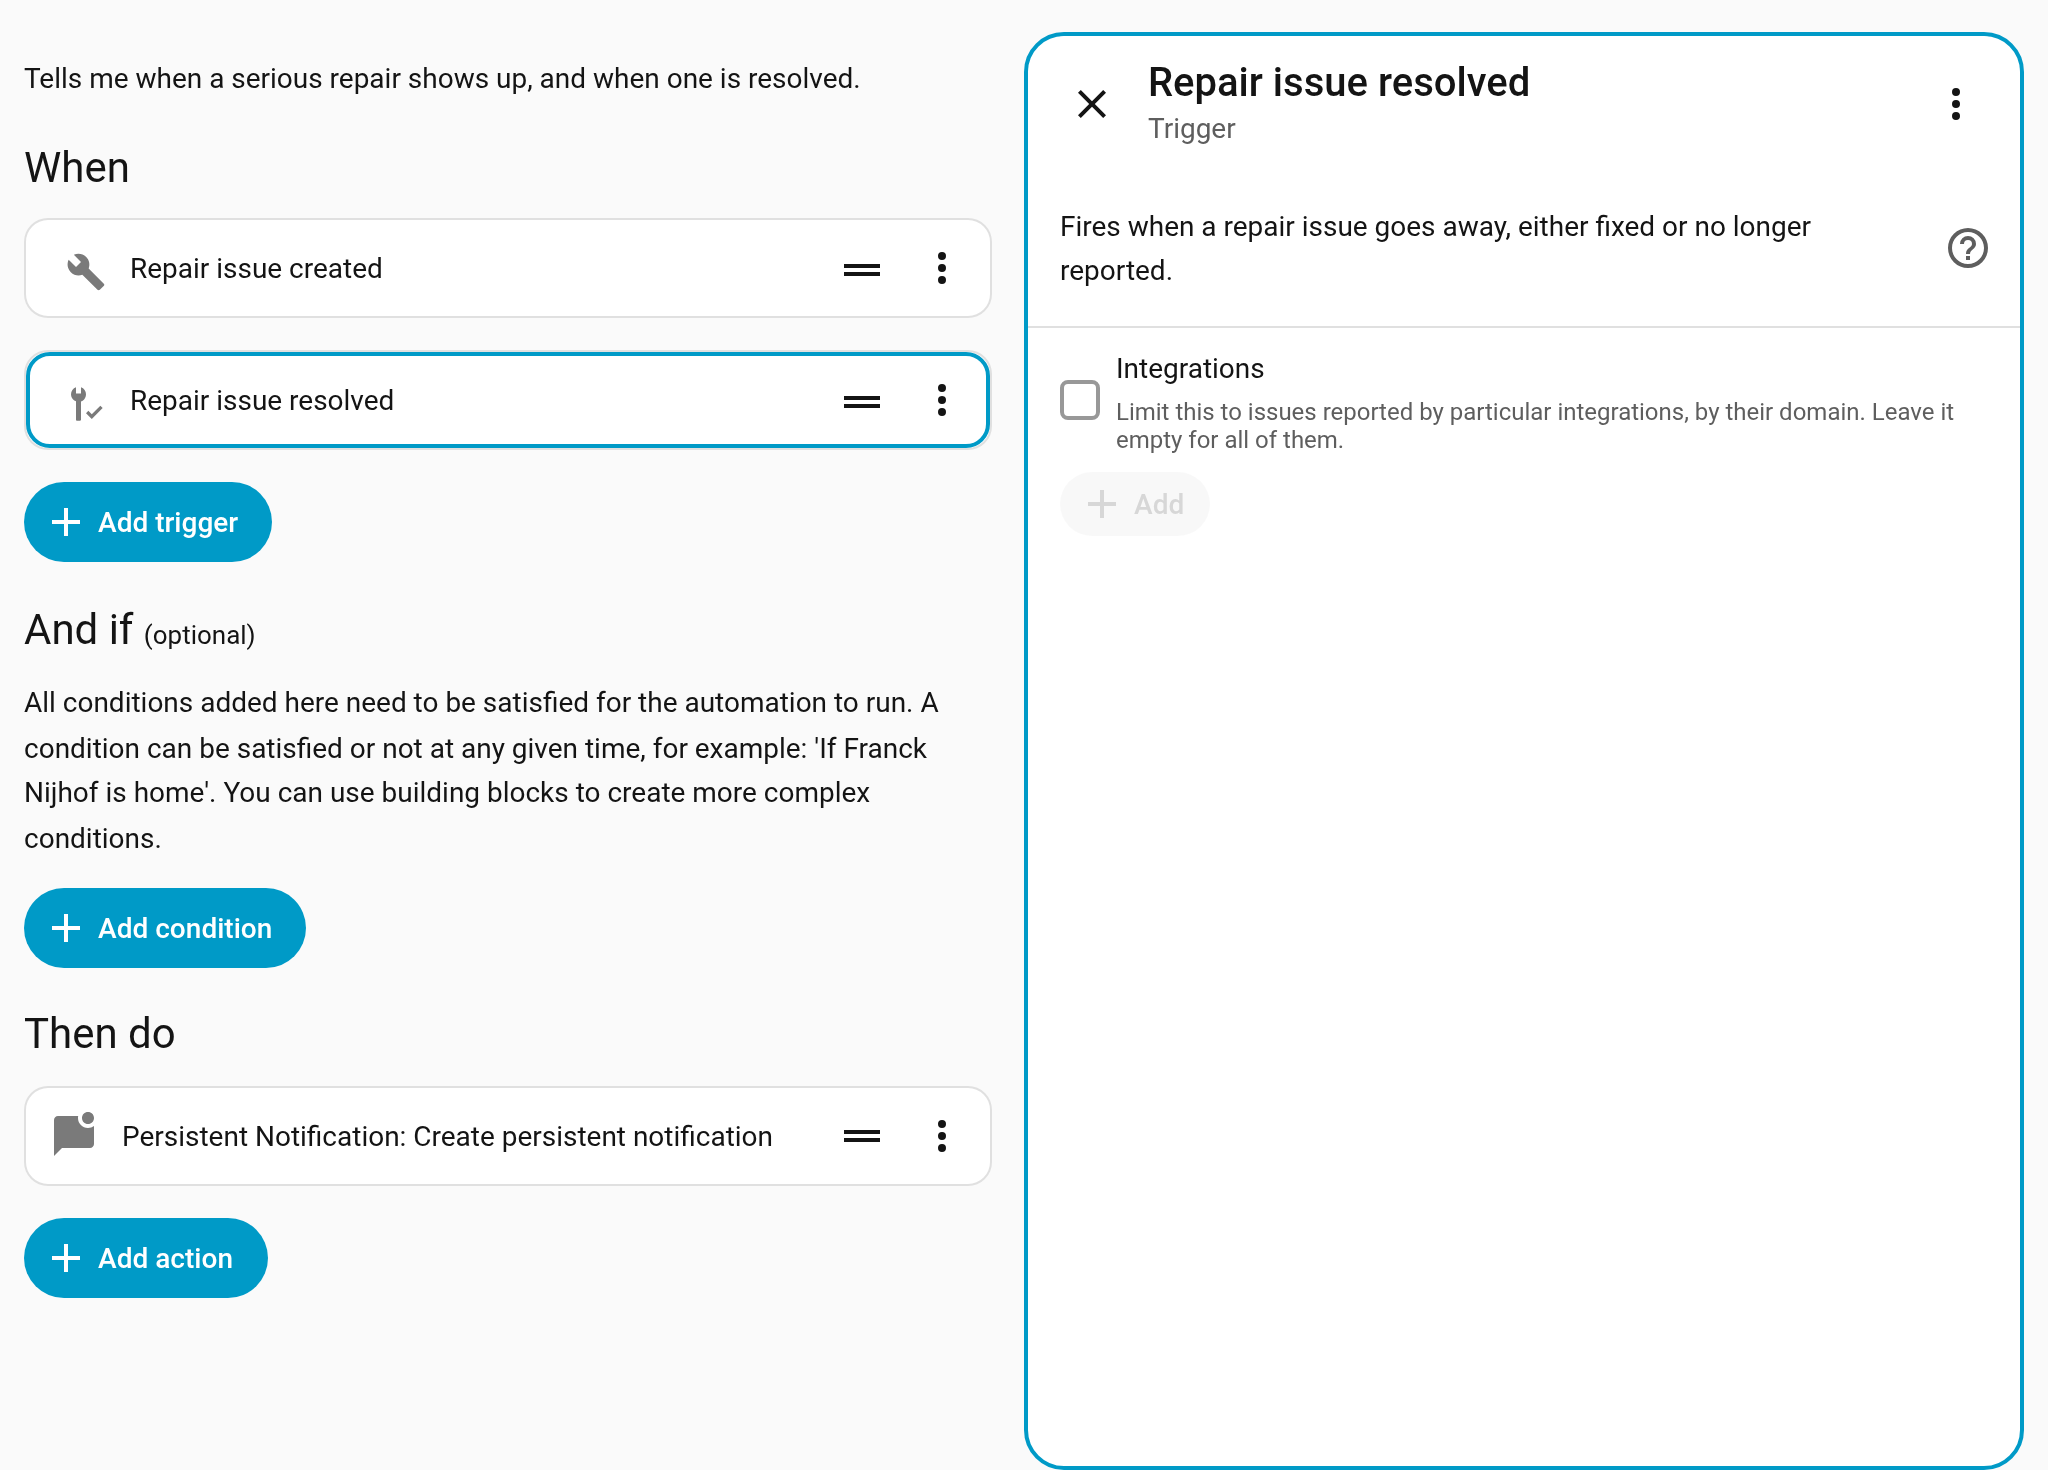 Tells me when a serious repair shows up, and when one is resolved.
When
Repair issue created
Repair issue resolved
Add trigger
And if (optional)
All conditions added here need to be satisfied for the automation to run. A
condition can be satisfied or not at any given time, for example: 'If Franck
Nijhof is home'. You can use building blocks to create more complex
conditions.
Add condition
Then do
Persistent Notification: Create persistent notification
Add action
Repair issue resolved
Trigger
Fires when a repair issue goes away, either fixed or no longer
reported.
Integrations
Limit this to issues reported by particular integrations, by their domain. Leave it
empty for all of them.
Add